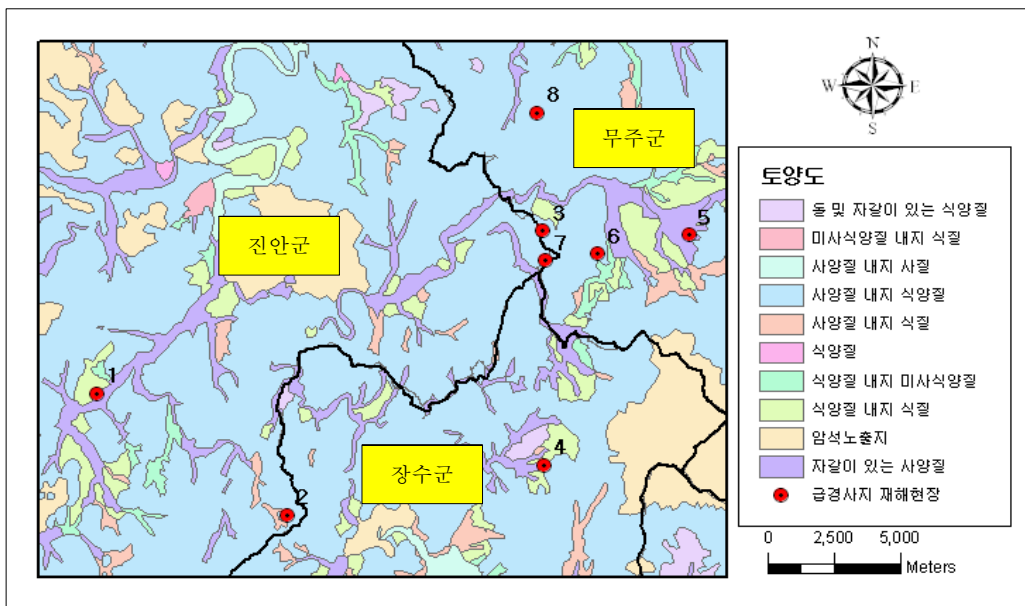 8
무주군
3
5
진안군
7
6
1
4
장수군
2
N
W
E
S
토양도
돌 및 자갈이 있는 식양질
미사식양질 내지 식질
사양질 내지 사질
사양질 내지 식양질
사양질 내지 식질
식양질
식양질 내지 미사식양질
식양질 내지 식질
암석노출지
자갈이 있는 사양질
급경사지 재해현장
0 2,500 5,000
Meters